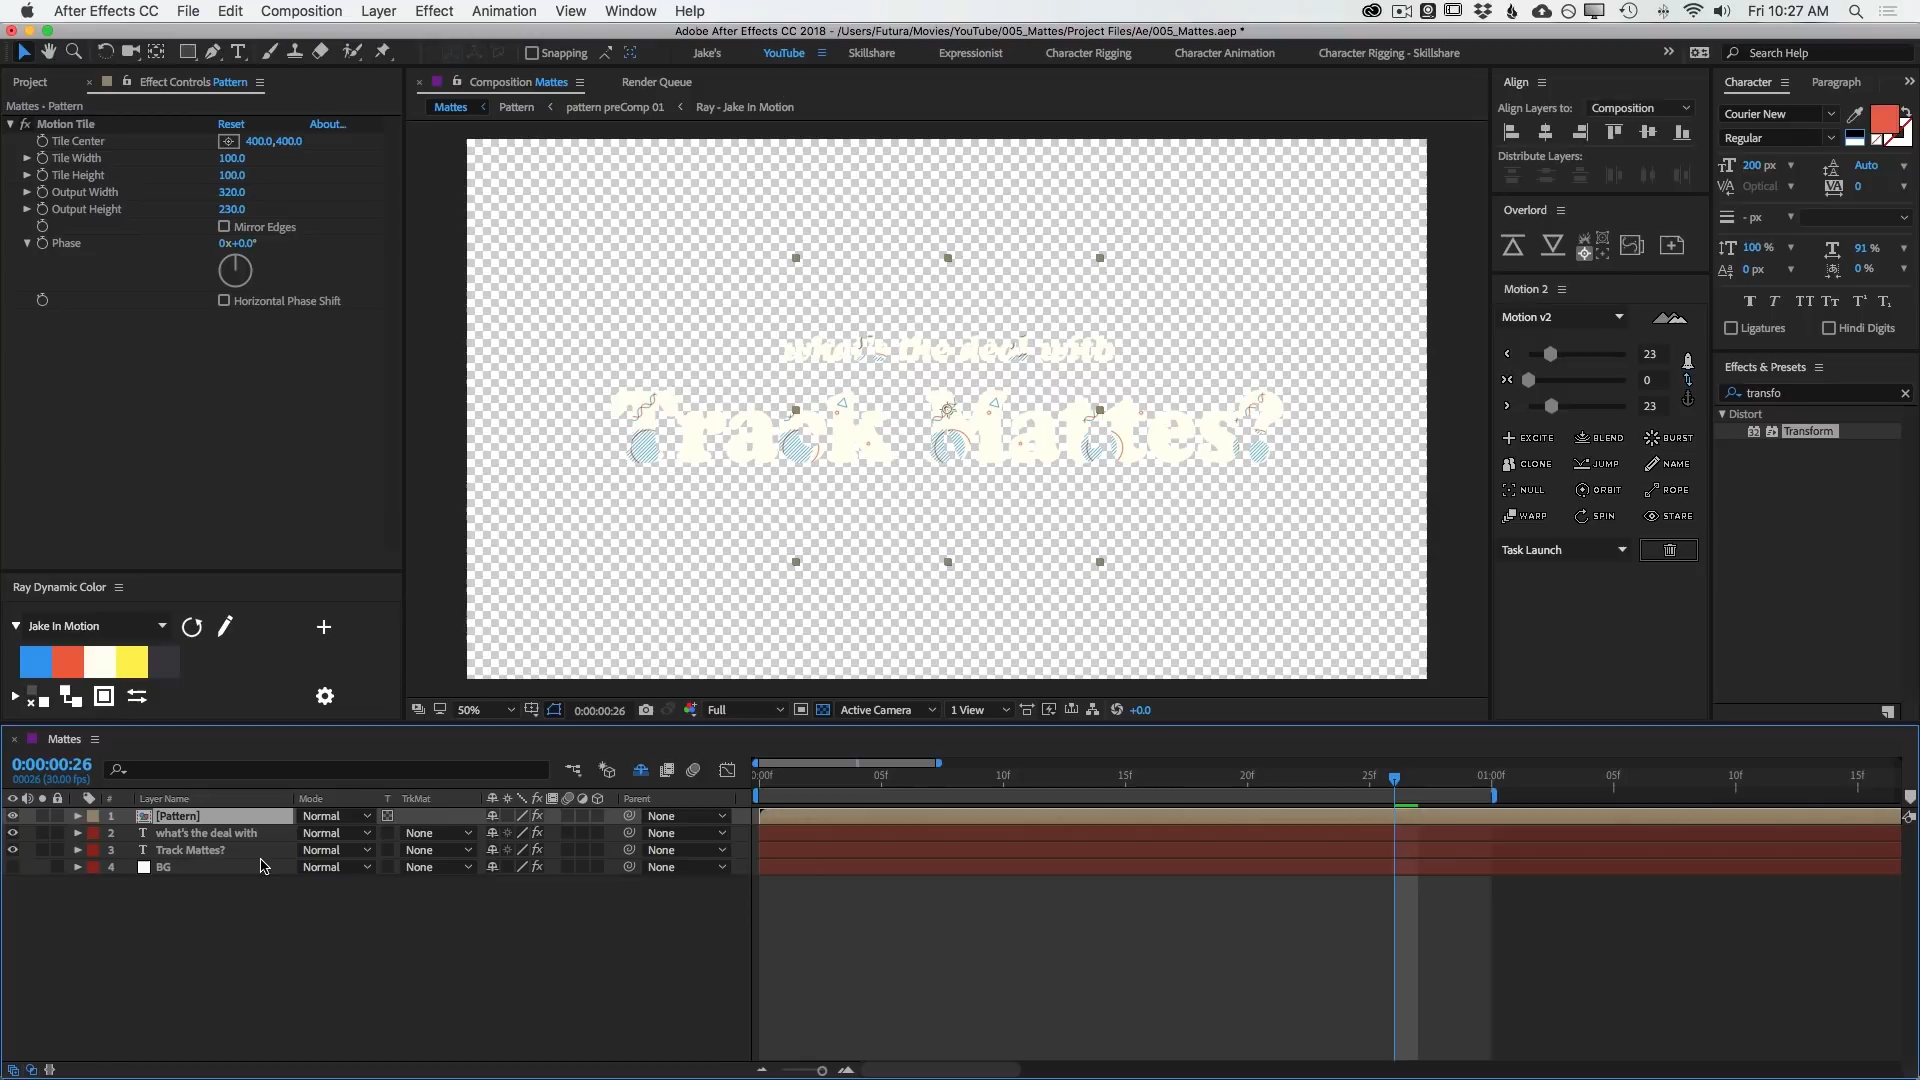 After Effects CC File Edit Composition Layer Effect Animation View Window Help Fri 10:27 AM
Adobe After Effects CC 2018 - /Users/Futura/Movies/YouTube/005_Mattes/Project Files/Ae/005_Mattes.aep *
Snapping Jake's YouTube Skillshare Expressionist Character Rigging Character Animation Character Rigging - Skillshare Search Help
Project Effect Controls Pattern Composition Mattes Render Queue Align Character Paragraph
Mattes - Pattern
Mattes Pattern pattern preComp 01 Ray - Jake In Motion
Motion Tile Reset About...
Tile Center 400.0,400.0
Tile Width 100.0
Tile Height 100.0
Output Width 320.0
Output Height 230.0
Mirror Edges
Phase 0x+0.0°
Horizontal Phase Shift
what's the deal with
Track Mattes?
Align Layers to: Composition
Distribute Layers:
Overlord
Motion 2
Motion v2
23
0
23
EXCITE BLEND BURST
CLONE JUMP NAME
NULL ORBIT ROPE
WARP SPIN STARE
Task Launch
Courier New
Regular
200 px Auto
Optical 0
- px
100 % 91 %
0 px 0 %
Ligatures Hindi Digits
Effects & Presets
transfo
Distort
32 Transform
Ray Dynamic Color
Jake In Motion
50% 0:00:00:26 Full Active Camera 1 View +0.0
Mattes
0:00:00:26
00026 (30.00 fps)
0:00f 05f 10f 15f 20f 25f 01:00f 05f 10f 15f
# Layer Name Mode T TrkMat Parent
1 [Pattern] Normal None
2 T what's the deal with Normal None None
3 T Track Mattes? Normal None None
4 BG Normal None None